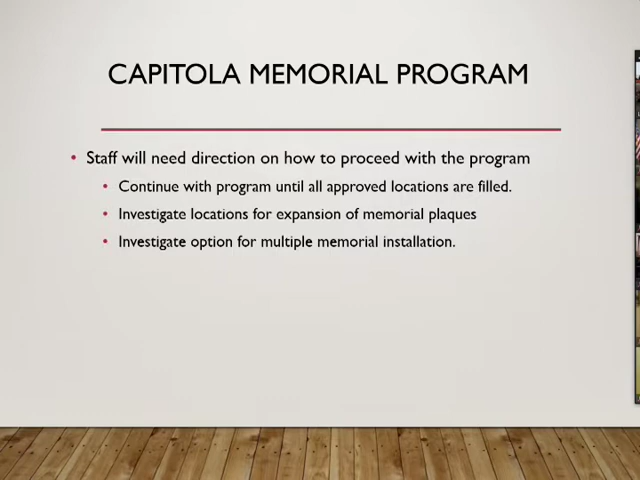 CAPITOLA MEMORIAL PROGRAM
• Staff will need direction on how to proceed with the program
• Continue with program until all approved locations are filled.
• Investigate locations for expansion of memorial plaques
• Investigate option for multiple memorial installation.